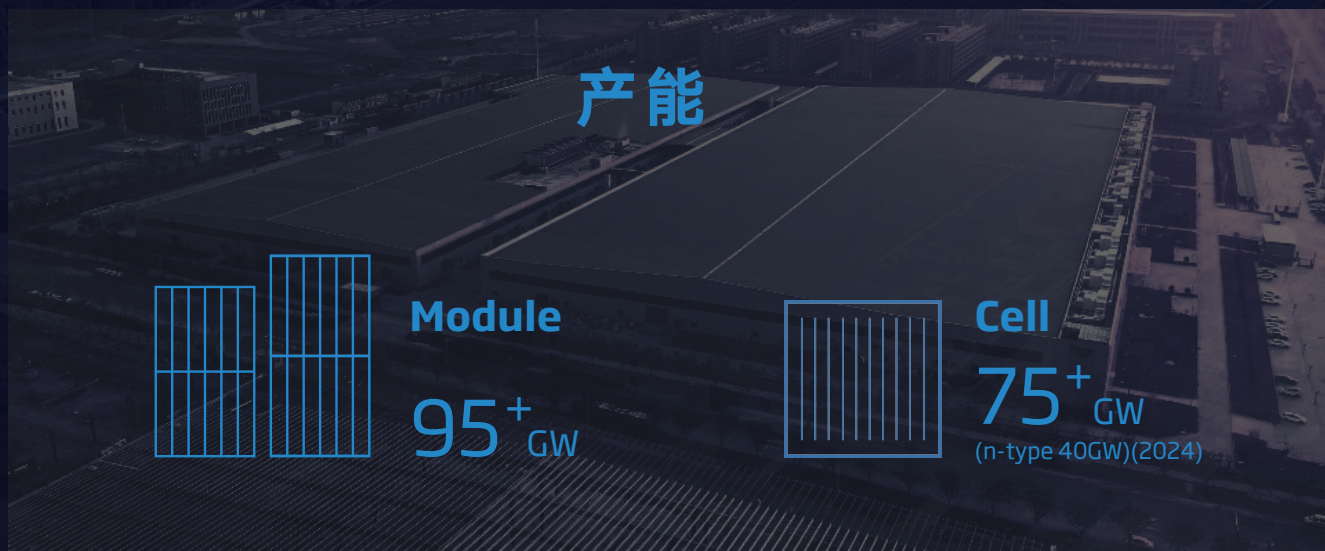 产能
Module
95+ GW
Cell
75+ GW
(n-type 40GW)(2024)